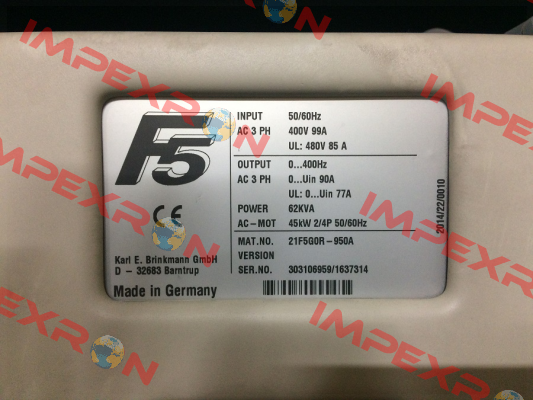 F5
INPUT 50/60Hz
AC 3 PH 400V 99A
UL: 480V 85 A
OUTPUT 0...400Hz
AC 3 PH 0...Uin 90A
UL: 0...Uin 77A
POWER 62KVA
AC-MOT 45kW 2/4P 50/60Hz
MAT.NO. 21F5G0R-950A
VERSION
SER.NO. 303106959/1637314
2014/22/0010
CE
Karl E. Brinkmann GmbH
D - 32683 Barntrup
Made in Germany
IMPEXRON
IMPEXRON
IMPEXRON
IMPEXRON
IMPEXRON